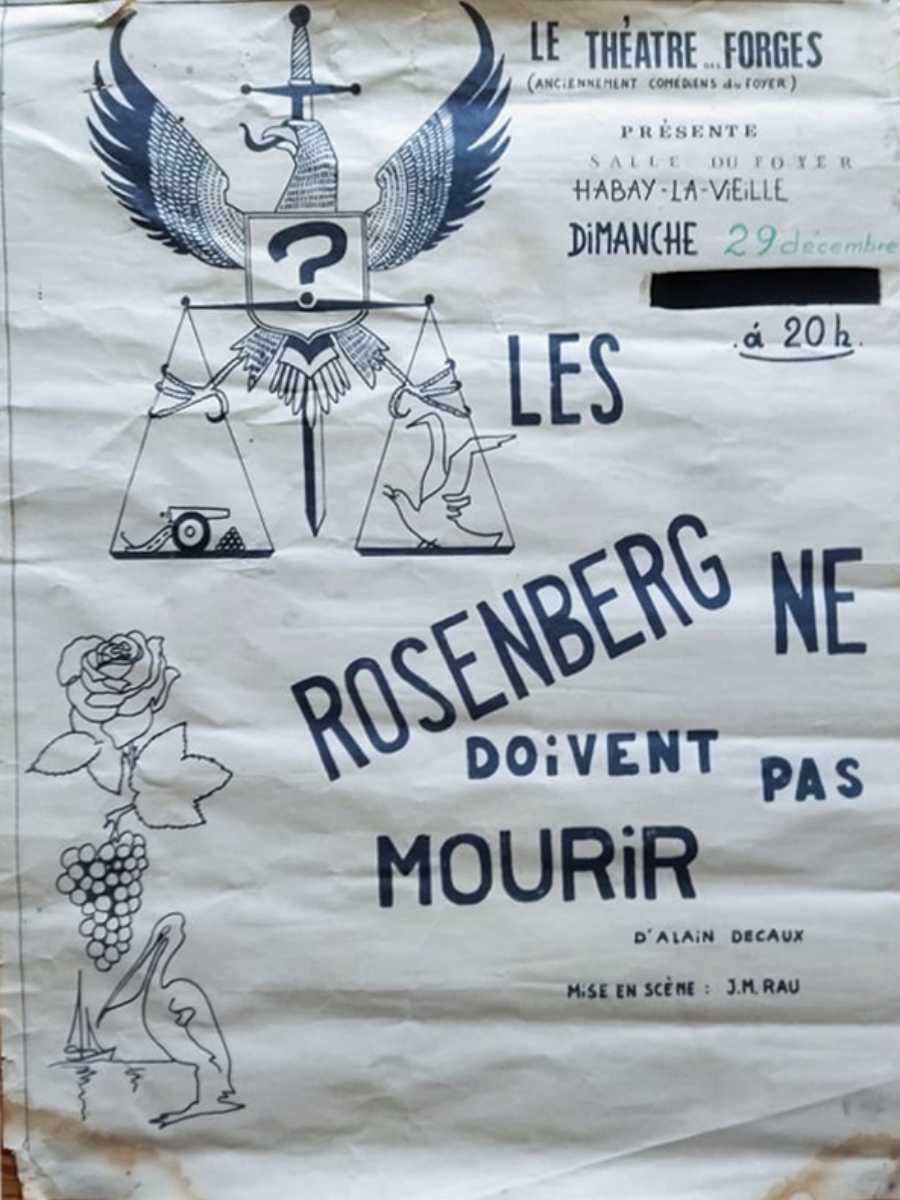 LE THÉATRE DES FORGES
(ANCIENNEMENT COMÉDIENS du FOYER)
PRÉSENTE
SALLE DU FOYER
HABAY-LA-VIEILLE
DIMANCHE 29 décembre
à 20 h.
?
LES
ROSENBERG NE
DOIVENT PAS
MOURIR
D'ALAIN DECAUX
MISE EN SCÈNE : J.M. RAU